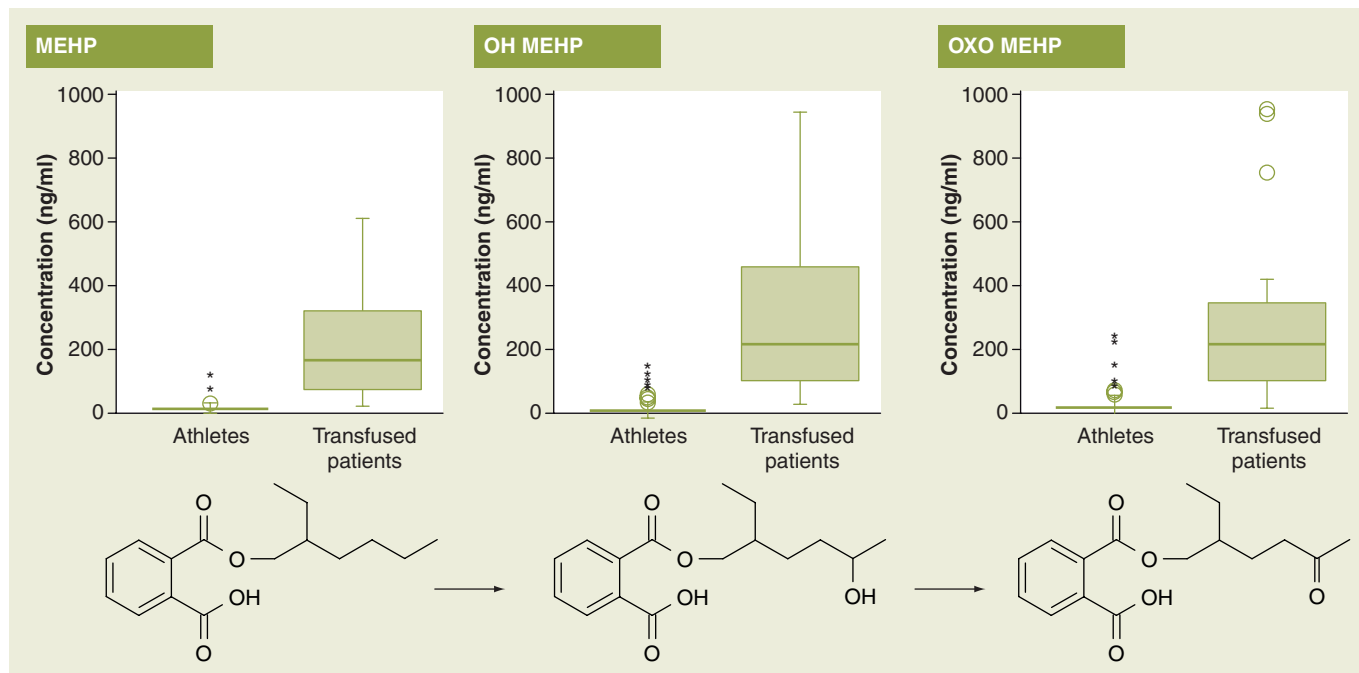 MEHP
OH MEHP
OXO MEHP
Concentration (ng/ml)
1000
800
600
400
200
0
*
*
Athletes
Transfused
patients
Concentration (ng/ml)
1000
800
600
400
200
0
Athletes
Transfused
patients
Concentration (ng/ml)
1000
800
600
400
200
0
Athletes
Transfused
patients
O
O
OH
O
O
O
OH
O
OH
O
O
OH
O
O